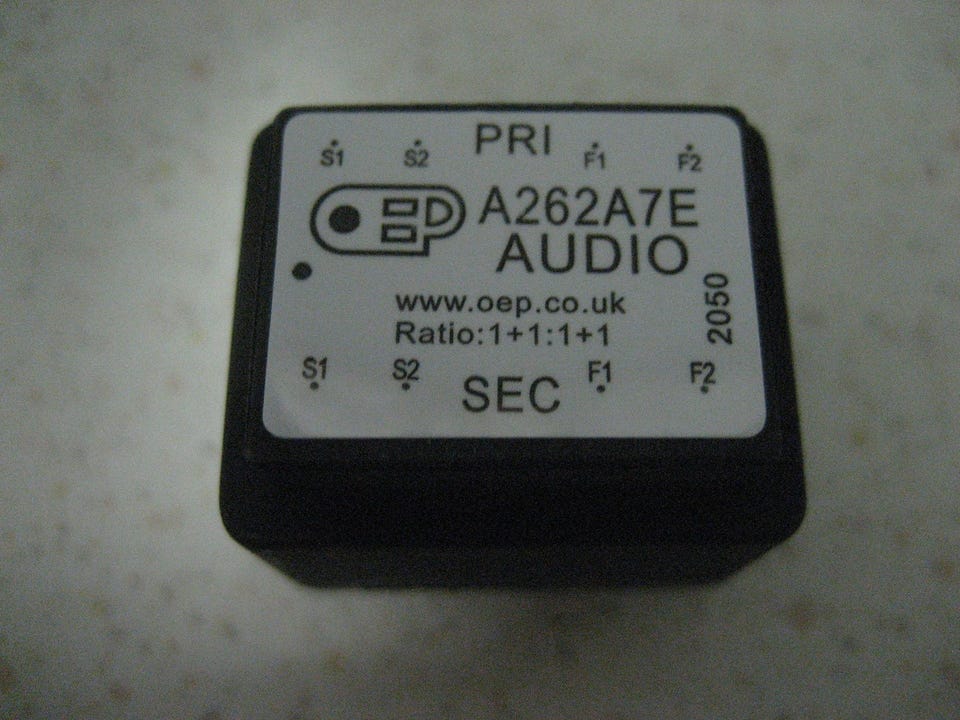 PRI
S1 S2 F1 F2
OEP A262A7E
AUDIO
www.oep.co.uk
Ratio:1+1:1+1
2050
S1 S2 F1 F2
SEC